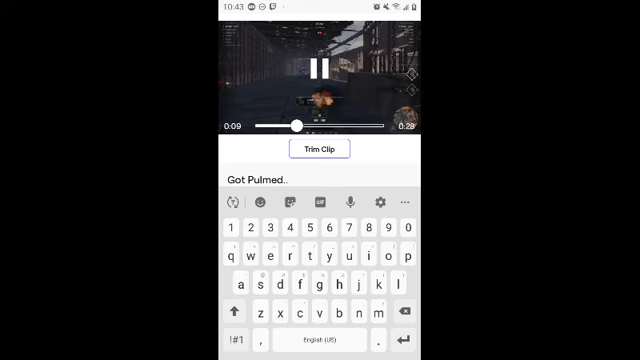 10:43
0:09
0:28
Trim Clip
Got Pulmed..
GIF
1 2 3 4 5 6 7 8 9 0
q w e r t y u i o p
a s d f g h j k l
z x c v b n m
!#1 , English (US) .